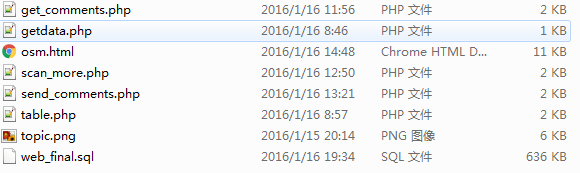 get_comments.php 2016/1/16 11:56 PHP 文件 2 KB
getdata.php 2016/1/16 8:46 PHP 文件 1 KB
osm.html 2016/1/16 14:48 Chrome HTML D... 11 KB
scan_more.php 2016/1/16 12:50 PHP 文件 2 KB
send_comments.php 2016/1/16 13:21 PHP 文件 2 KB
table.php 2016/1/16 8:57 PHP 文件 2 KB
topic.png 2016/1/15 20:14 PNG 图像 6 KB
web_final.sql 2016/1/16 19:34 SQL 文件 636 KB